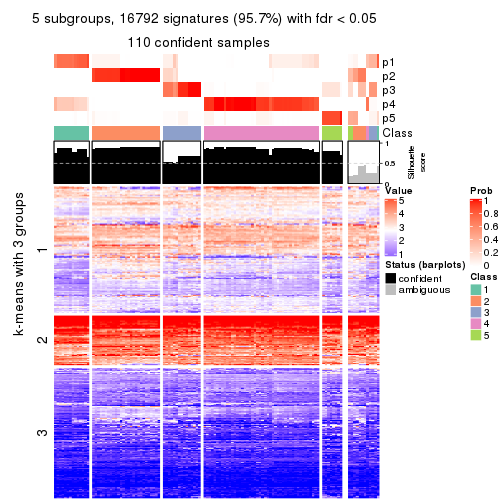 5 subgroups, 16792 signatures (95.7%) with fdr < 0.05
110 confident samples
p1
p2
p3
p4
p5
Class
1
0.5
0
Silhouette
score
k-means with 3 groups
1
2
3
Value
5
4
3
2
1
Status (barplots)
confident
ambiguous
Prob
1
0.8
0.6
0.4
0.2
0
Class
1
2
3
4
5